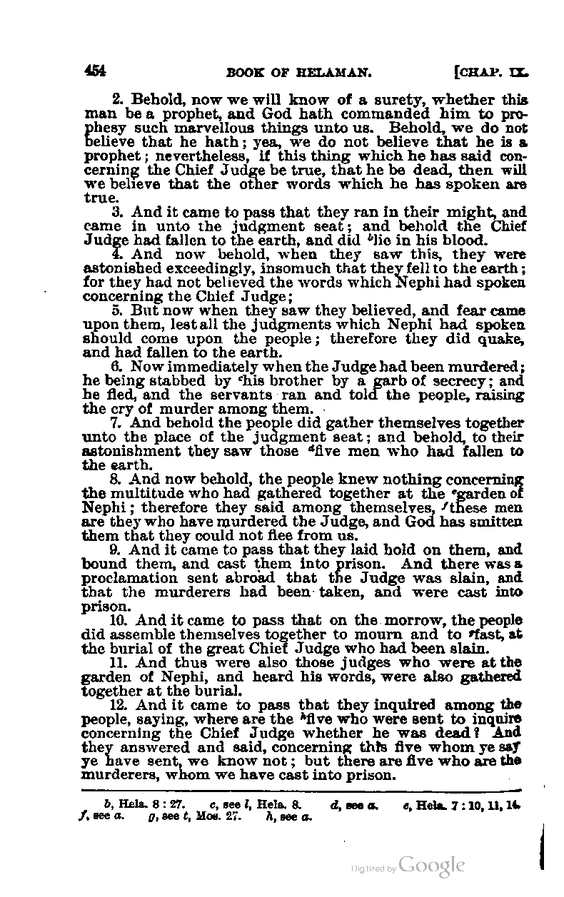 454 BOOK OF HELAMAN. [CHAP. IX.
2. Behold, now we will know of a surety, whether this
man be a prophet, and God hath commanded him to pro-
phesy such marvellous things unto us. Behold, we do not
believe that he hath; yea, we do not believe that he is a
prophet; nevertheless, if this thing which he has said con-
cerning the Chief Judge be true, that he be dead, then will
we believe that the other words which he has spoken are
true.
3. And it came to pass that they ran in their might, and
came in unto the judgment seat; and behold the Chief
Judge had fallen to the earth, and did ᵇlie in his blood.
4. And now behold, when they saw this, they were
astonished exceedingly, insomuch that they fell to the earth;
for they had not believed the words which Nephi had spoken
concerning the Chief Judge;
5. But now when they saw they believed, and fear came
upon them, lest all the judgments which Nephi had spoken
should come upon the people; therefore they did quake,
and had fallen to the earth.
6. Now immediately when the Judge had been murdered;
he being stabbed by ᶜhis brother by a garb of secrecy; and
he fled, and the servants ran and told the people, raising
the cry of murder among them.
7. And behold the people did gather themselves together
unto the place of the judgment seat; and behold, to their
astonishment they saw those ᵈfive men who had fallen to
the earth.
8. And now behold, the people knew nothing concerning
the multitude who had gathered together at the ᵉgarden of
Nephi; therefore they said among themselves, ᶠthese men
are they who have murdered the Judge, and God has smitten
them that they could not flee from us.
9. And it came to pass that they laid hold on them, and
bound them, and cast them into prison. And there was a
proclamation sent abroad that the Judge was slain, and
that the murderers had been taken, and were cast into
prison.
10. And it came to pass that on the morrow, the people
did assemble themselves together to mourn and to ᵍfast, at
the burial of the great Chief Judge who had been slain.
11. And thus were also those judges who were at the
garden of Nephi, and heard his words, were also gathered
together at the burial.
12. And it came to pass that they inquired among the
people, saying, where are the ʰfive who were sent to inquire
concerning the Chief Judge whether he was dead? And
they answered and said, concerning this five whom ye say
ye have sent, we know not; but there are five who are the
murderers, whom we have cast into prison.
b, Hela. 8:27. c, see l, Hela. 8. d, see a. e, Hela. 7:10, 11, 14.
f, see a. g, see t, Mos. 27. h, see a.
Digitized by Google